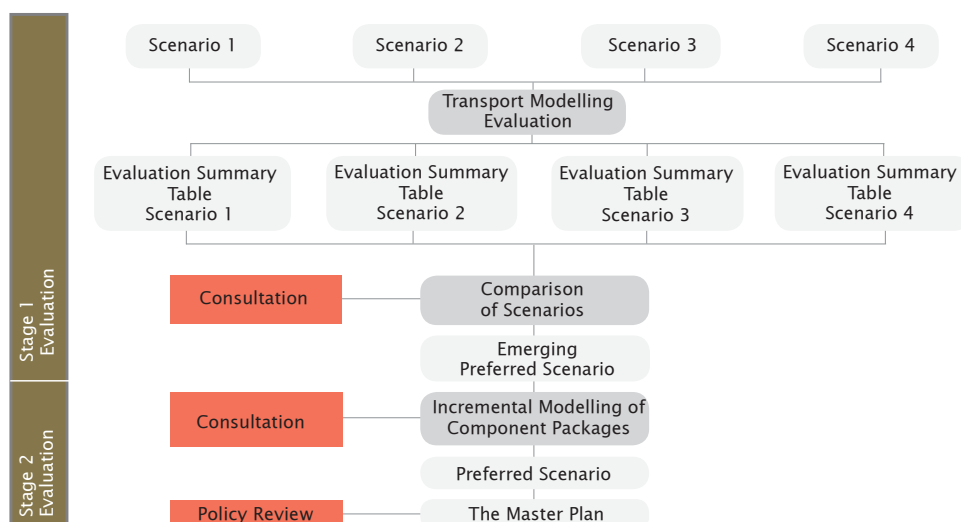 Scenario 1
Scenario 2
Scenario 3
Scenario 4
Transport Modelling
Evaluation
Evaluation Summary
Table
Scenario 1
Evaluation Summary
Table
Scenario 2
Evaluation Summary
Table
Scenario 3
Evaluation Summary
Table
Scenario 4
Stage 1
Evaluation
Consultation
Comparison
of Scenarios
Emerging
Preferred Scenario
Stage 2
Evaluation
Consultation
Incremental Modelling of
Component Packages
Preferred Scenario
Policy Review
The Master Plan